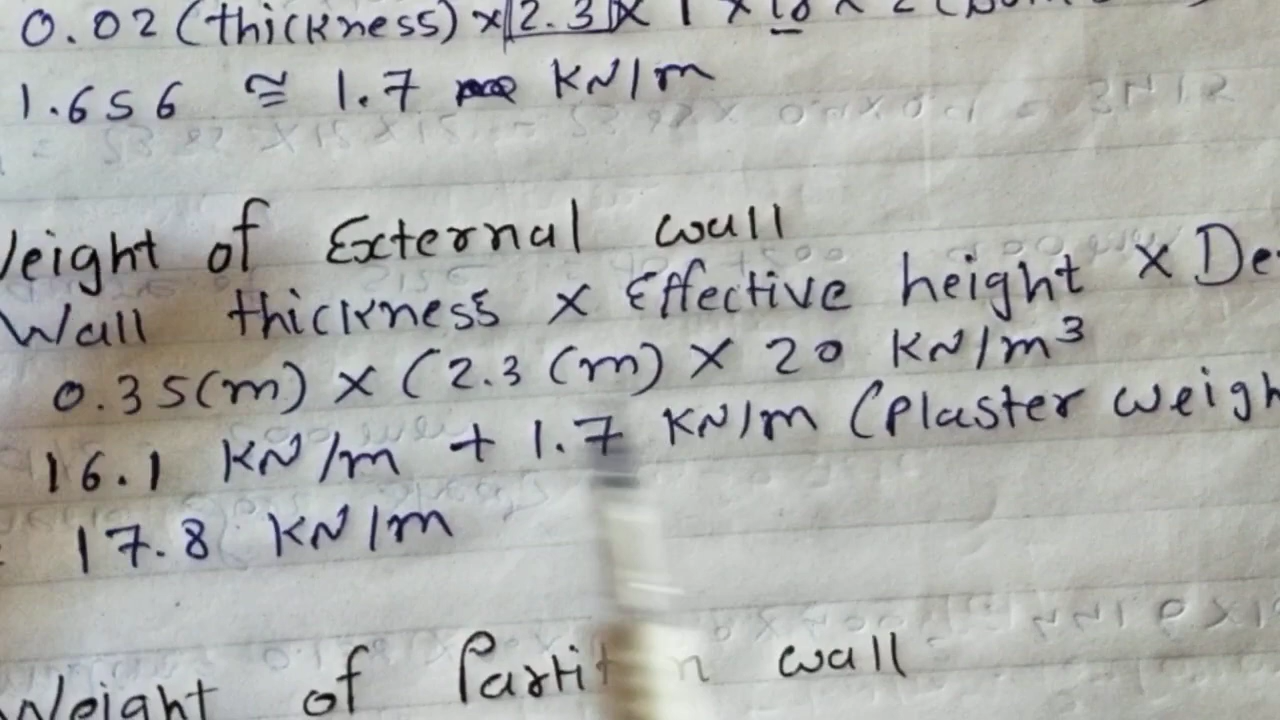 0.02 (thickness) x 2.3 x 1 x 18 x 2
1.656 ≅ 1.7 KN/m
Weight of External wall
Wall thickness x Effective height x De
0.35(m) x (2.3 (m) x 20 KN/m³
16.1 KN/m + 1.7 KN/m (Plaster weigh
17.8 KN/m
Weight of wall